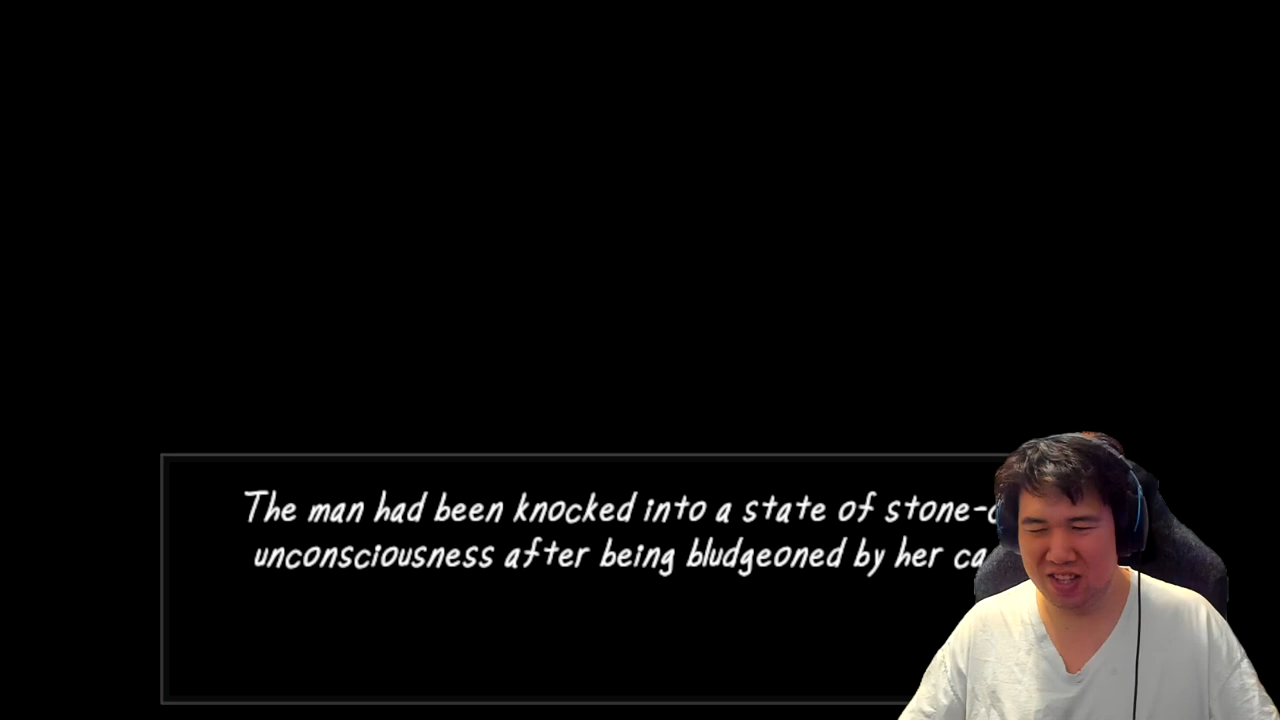 The man had been knocked into a state of stone-
unconsciousness after being bludgeoned by her